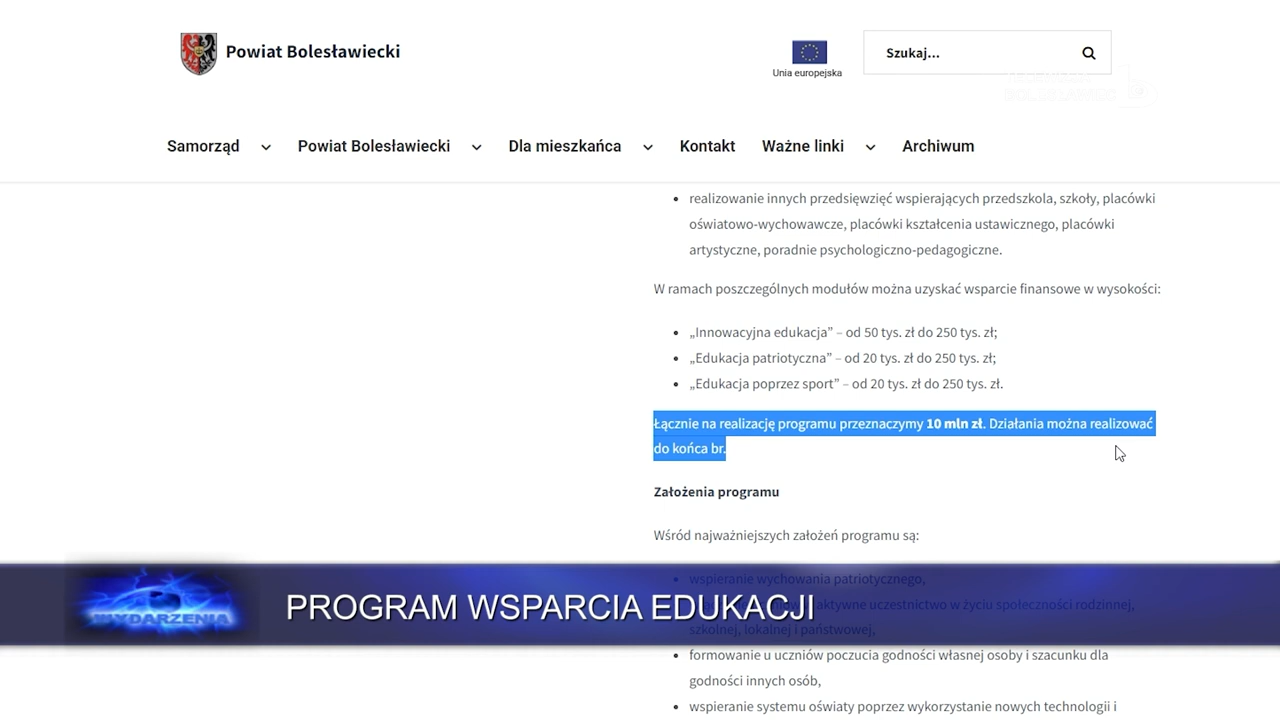 Powiat Bolesławiecki
Unia europejska
Szukaj...
Samorząd
Powiat Bolesławiecki
Dla mieszkańca
Kontakt
Ważne linki
Archiwum
• realizowanie innych przedsięwzięć wspierających przedszkola, szkoły, placówki
oświatowo-wychowawcze, placówki kształcenia ustawicznego, placówki
artystyczne, poradnie psychologiczno-pedagogiczne.
W ramach poszczególnych modułów można uzyskać wsparcie finansowe w wysokości:
• „Innowacyjna edukacja” – od 50 tys. zł do 250 tys. zł;
• „Edukacja patriotyczna” – od 20 tys. zł do 250 tys. zł;
• „Edukacja poprzez sport” – od 20 tys. zł do 250 tys. zł.
Łącznie na realizację programu przeznaczymy 10 mln zł. Działania można realizować
do końca br.
Założenia programu
Wśród najważniejszych założeń programu są:
• wspieranie wychowania patriotycznego,
aktywne uczestnictwo w życiu społeczności rodzinnej,
szkolnej, lokalnej i państwowej,
WYDARZENIA
PROGRAM WSPARCIA EDUKACJI
• formowanie u uczniów poczucia godności własnej osoby i szacunku dla
godności innych osób,
• wspieranie systemu oświaty poprzez wykorzystanie nowych technologii i